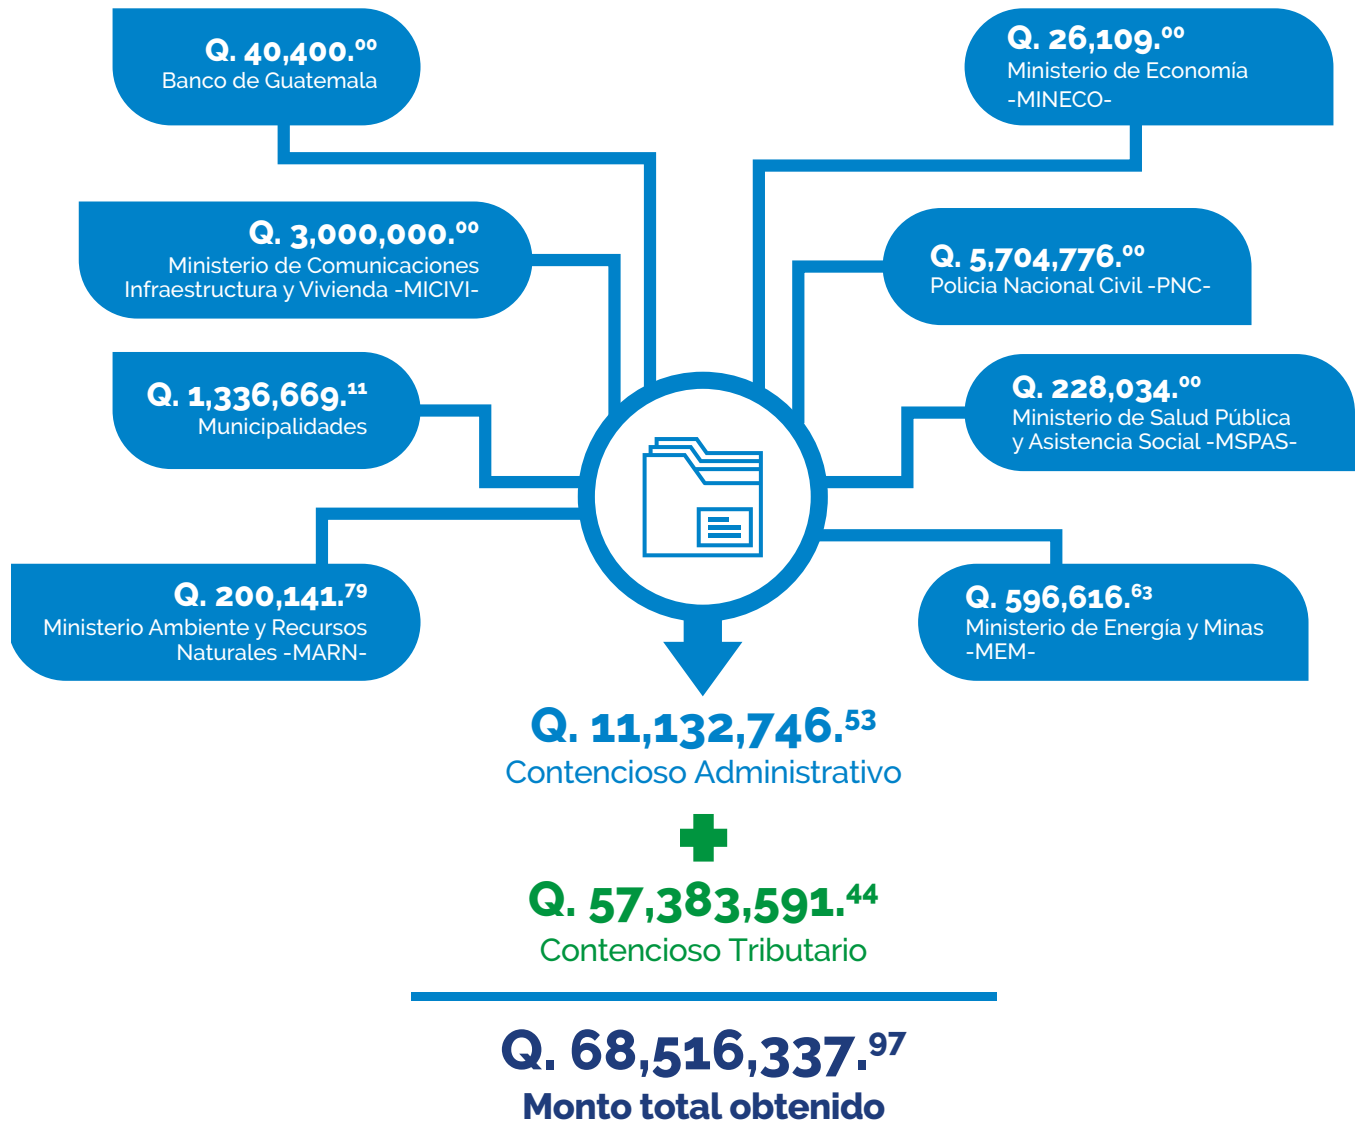 Q. 40,400.⁰⁰
Banco de Guatemala
Q. 26,109.⁰⁰
Ministerio de Economía
-MINECO-
Q. 3,000,000.⁰⁰
Ministerio de Comunicaciones
Infraestructura y Vivienda -MICIVI-
Q. 5,704,776.⁰⁰
Policia Nacional Civil -PNC-
Q. 1,336,669.¹¹
Municipalidades
Q. 228,034.⁰⁰
Ministerio de Salud Pública
y Asistencia Social -MSPAS-
Q. 200,141.⁷⁹
Ministerio Ambiente y Recursos
Naturales -MARN-
Q. 596,616.⁶³
Ministerio de Energía y Minas
-MEM-
Q. 11,132,746.⁵³
Contencioso Administrativo
Q. 57,383,591.⁴⁴
Contencioso Tributario
Q. 68,516,337.⁹⁷
Monto total obtenido